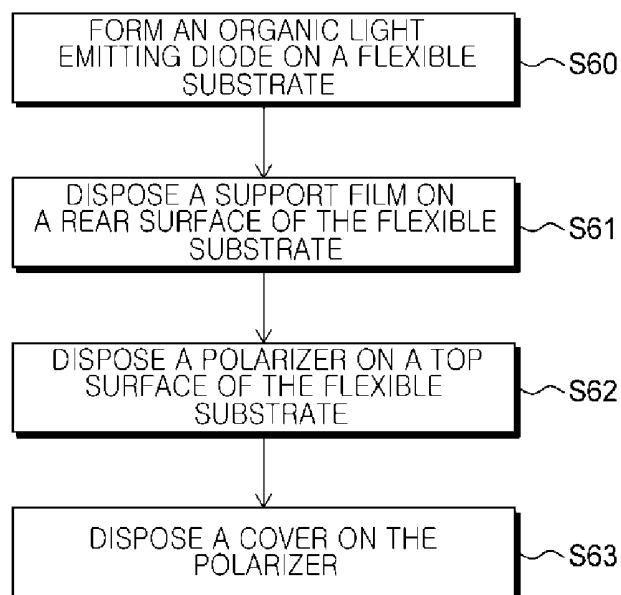 FORM AN ORGANIC LIGHT
EMITTING DIODE ON A FLEXIBLE
SUBSTRATE
S60
DISPOSE A SUPPORT FILM ON
A REAR SURFACE OF THE FLEXIBLE
SUBSTRATE
S61
DISPOSE A POLARIZER ON A TOP
SURFACE OF THE FLEXIBLE
SUBSTRATE
S62
DISPOSE A COVER ON THE
POLARIZER
S63